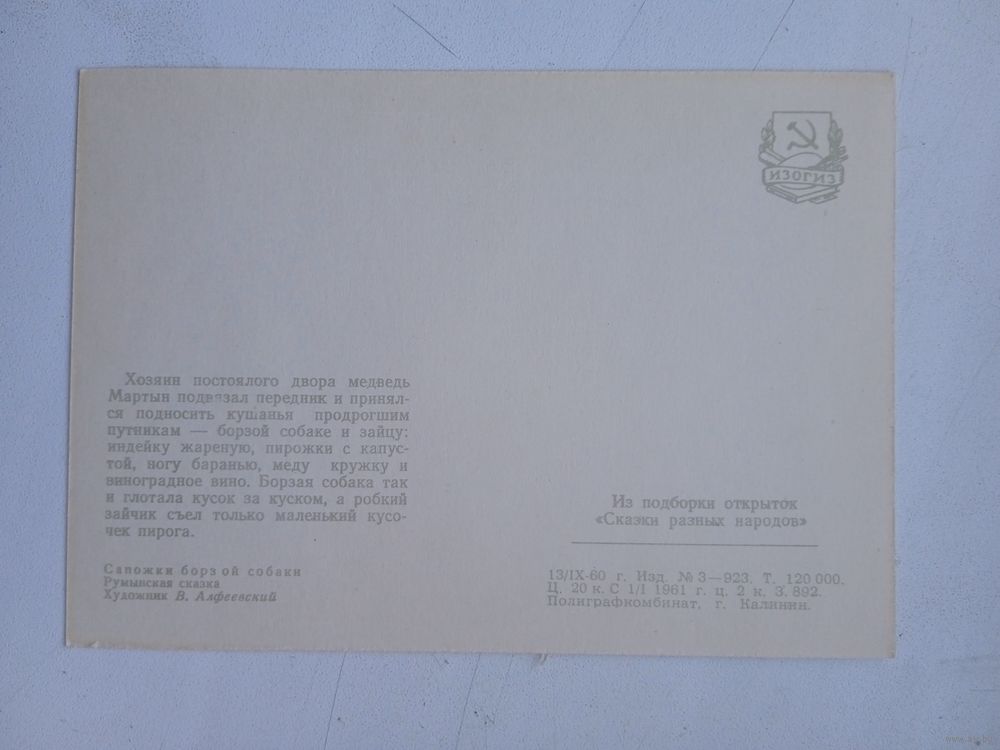 ИЗОГИЗ
Хозяин постоялого двора медведь
Мартын подвязал передник и принял-
ся подносить кушанья продрогшим
путникам — борзой собаке и зайцу:
индейку жареную, пирожки с капус-
той, ногу баранью, меду кружку и
виноградное вино. Борзая собака так
и глотала кусок за куском, а робкий
зайчик съел только маленький кусо-
чек пирога.
Сапожки борзой собаки
Румынская сказка
Художник В. Алфеевский
Из подборки открыток
«Сказки разных народов»
13/IX-60 г. Изд. № 3—923. Т. 120 000.
Ц. 20 к. С 1/I 1961 г. ц. 2 к. З. 892.
Полиграфкомбинат, г. Калинин.